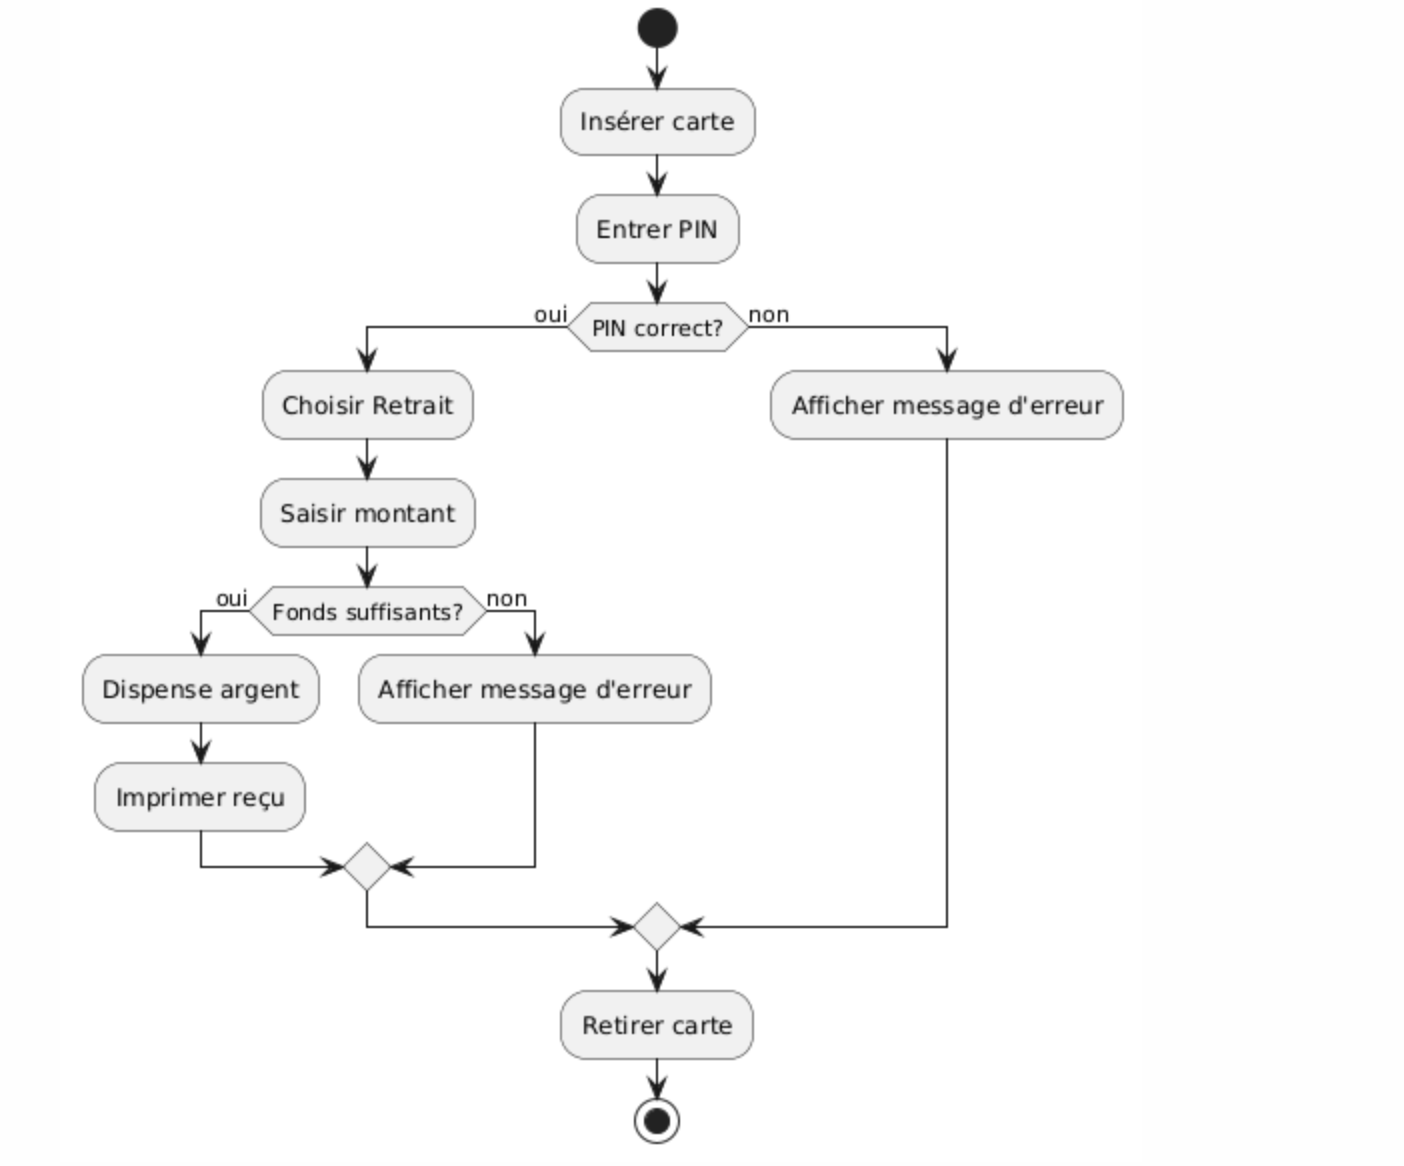 Insérer carte
Entrer PIN
oui
PIN correct?
non
Choisir Retrait
Afficher message d'erreur
Saisir montant
oui
Fonds suffisants?
non
Dispense argent
Afficher message d'erreur
Imprimer reçu
Retirer carte